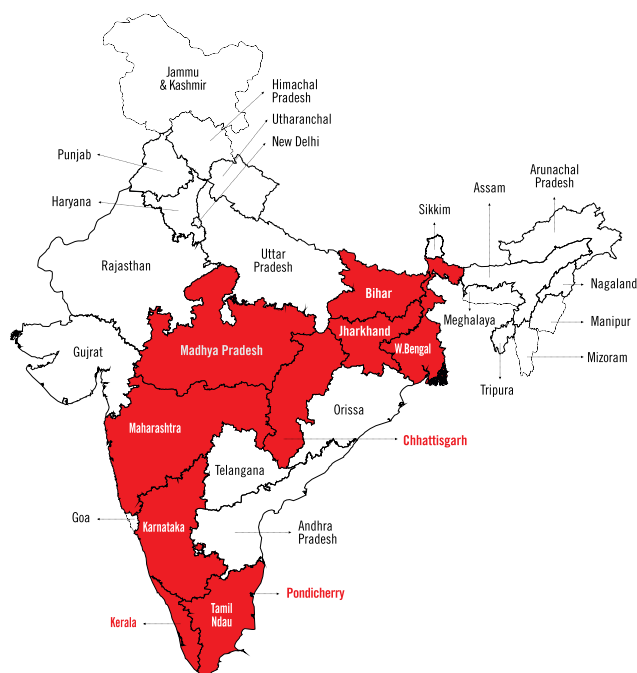 Jammu
& Kashmir
Himachal
Pradesh
Utharanchal
New Delhi
Punjab
Haryana
Rajasthan
Uttar
Pradesh
Sikkim
Assam
Arunachal
Pradesh
Nagaland
Manipur
Mizoram
Meghalaya
Tripura
Bihar
Jharkhand
W.Bengal
Madhya Pradesh
Gujrat
Orissa
Maharashtra
Chhattisgarh
Telangana
Goa
Karnataka
Andhra
Pradesh
Pondicherry
Tamil
Ndau
Kerala